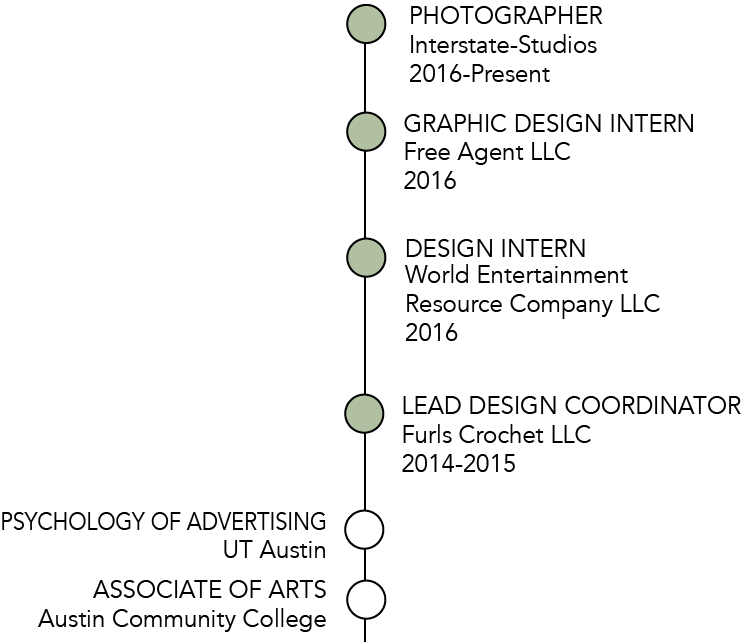 PHOTOGRAPHER
Interstate-Studios
2016-Present
GRAPHIC DESIGN INTERN
Free Agent LLC
2016
DESIGN INTERN
World Entertainment
Resource Company LLC
2016
LEAD DESIGN COORDINATOR
Furls Crochet LLC
2014-2015
PSYCHOLOGY OF ADVERTISING
UT Austin
ASSOCIATE OF ARTS
Austin Community College